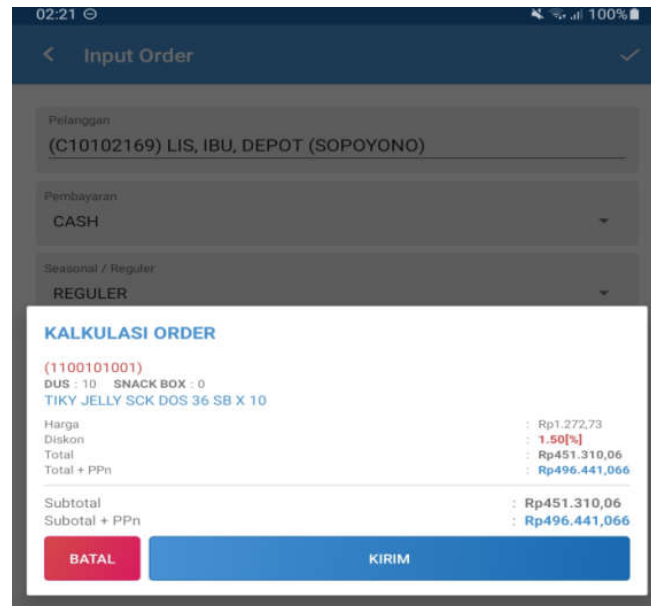 02:21 100%
Input Order
Pelanggan
(C10102169) LIS, IBU, DEPOT (SOPOYONO)
Pembayaran
CASH
Seasonal / Reguler
REGULER
KALKULASI ORDER
(1100101001)
DUS : 10 SNACK BOX : 0
TIKY JELLY SCK DOS 36 SB X 10
Harga : Rp1.272,73
Diskon : 1.50[%]
Total : Rp451.310,06
Total + PPn : Rp496.441,066
Subtotal : Rp451.310,06
Subotal + PPn : Rp496.441,066
BATAL KIRIM